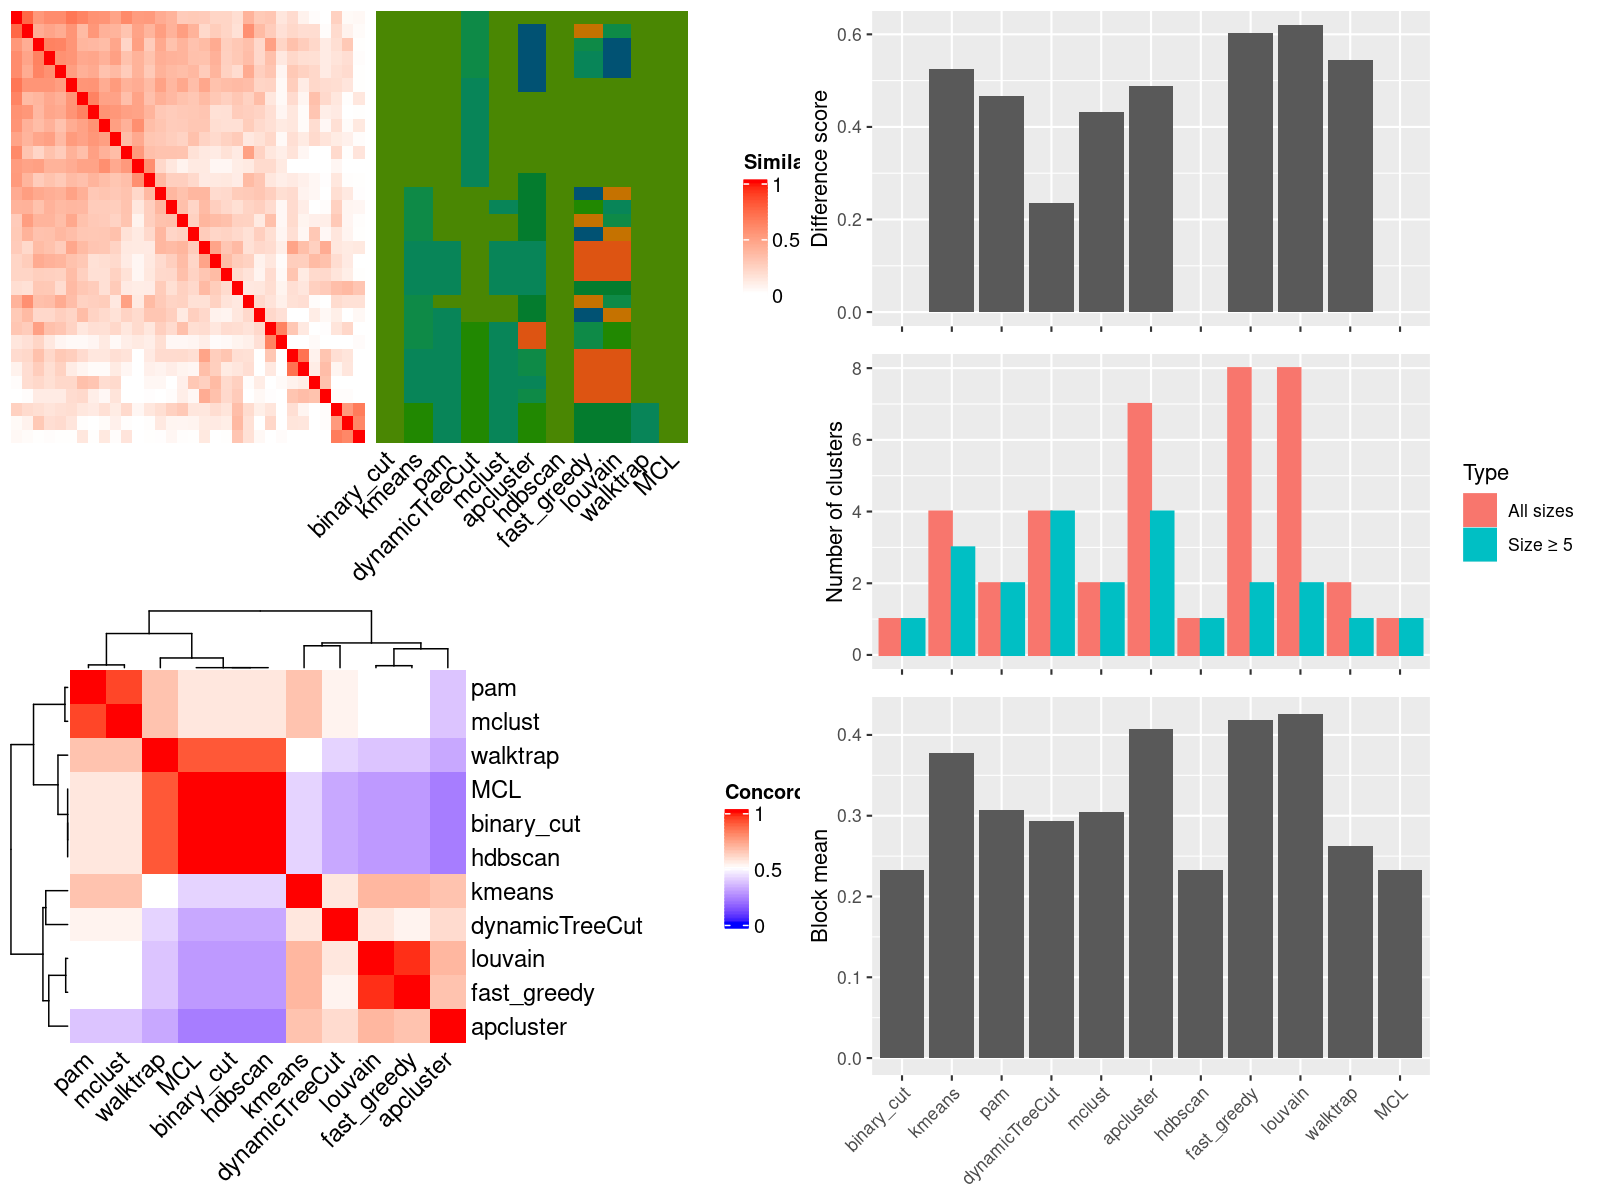 Simila
1
0.5
0
binary_cut
kmeans
pam
dynamicTreeCut
mclust
apcluster
hdbscan
fast_greedy
louvain
walktrap
MCL
Difference score
0.6
0.4
0.2
0.0
Number of clusters
8
6
4
2
0
Type
All sizes
Size ≥ 5
pam
mclust
walktrap
MCL
binary_cut
hdbscan
kmeans
dynamicTreeCut
louvain
fast_greedy
apcluster
pam
mclust
walktrap
MCL
binary_cut
hdbscan
kmeans
dynamicTreeCut
louvain
fast_greedy
apcluster
Concord
1
0.5
0
Block mean
0.4
0.3
0.2
0.1
0.0
binary_cut
kmeans
pam
dynamicTreeCut
mclust
apcluster
hdbscan
fast_greedy
louvain
walktrap
MCL